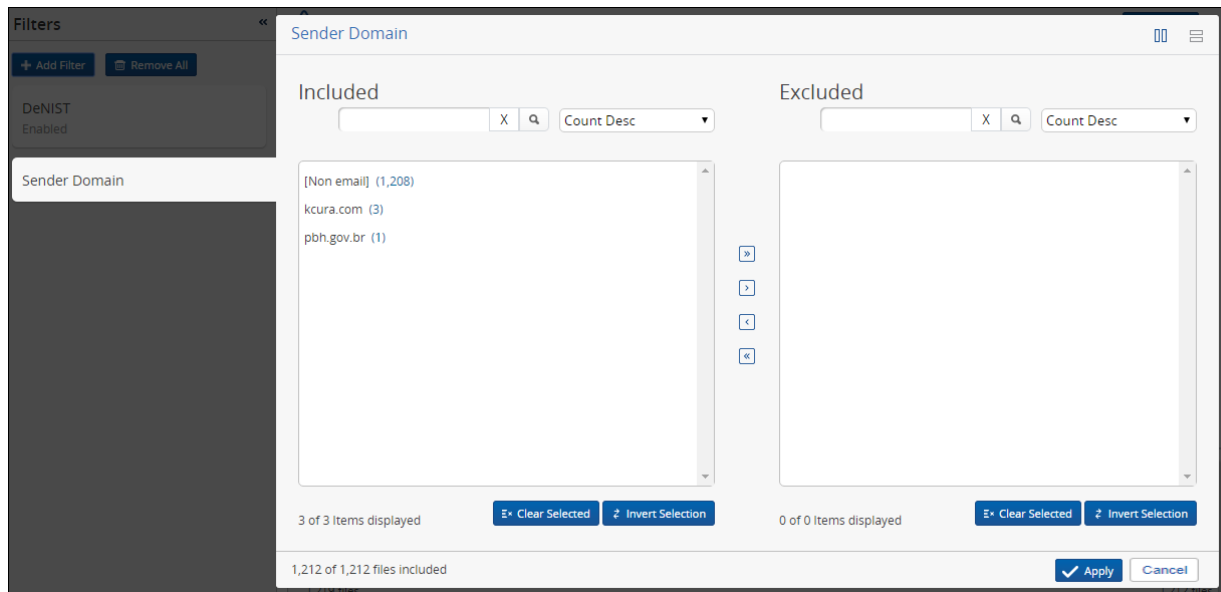 Filters «
+ Add Filter Remove All
DeNIST
Enabled
Sender Domain
Sender Domain
Included
X Count Desc
[Non email] (1,208)
kcura.com (3)
pbh.gov.br (1)
3 of 3 Items displayed
Clear Selected Invert Selection
»
›
‹
«
Excluded
X Count Desc
0 of 0 Items displayed
Clear Selected Invert Selection
1,212 of 1,212 files included
Apply Cancel